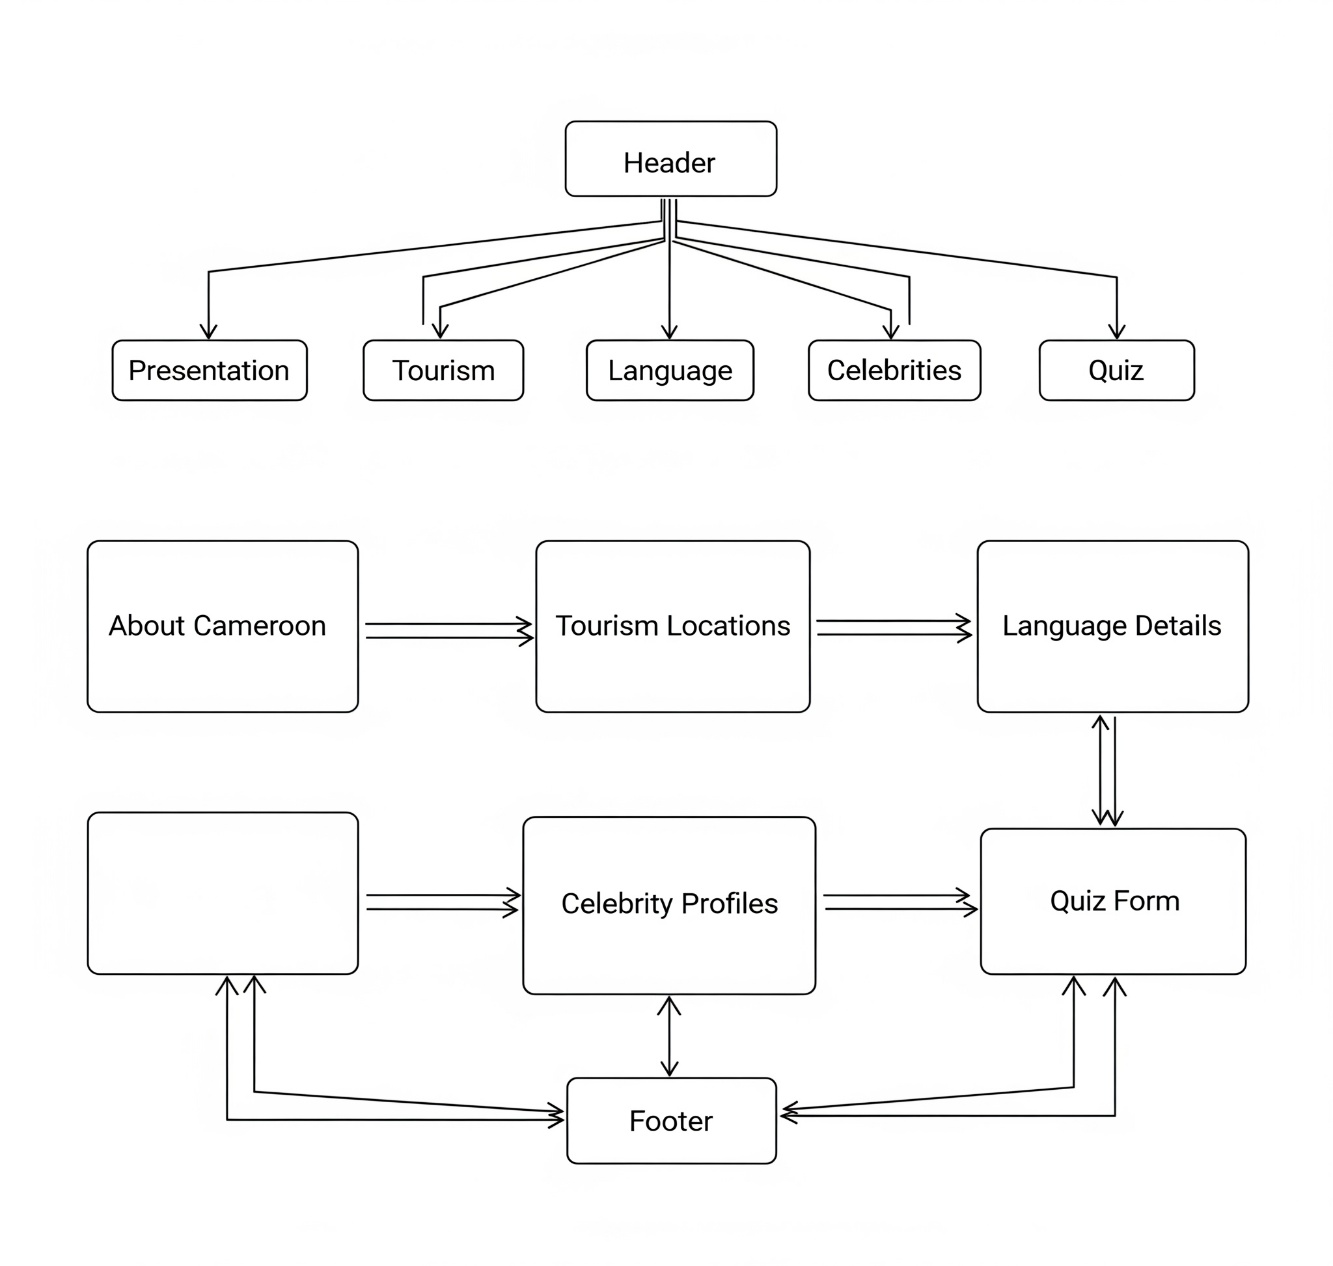 Header
Presentation
Tourism
Language
Celebrities
Quiz
About Cameroon
Tourism Locations
Language Details
Celebrity Profiles
Quiz Form
Footer